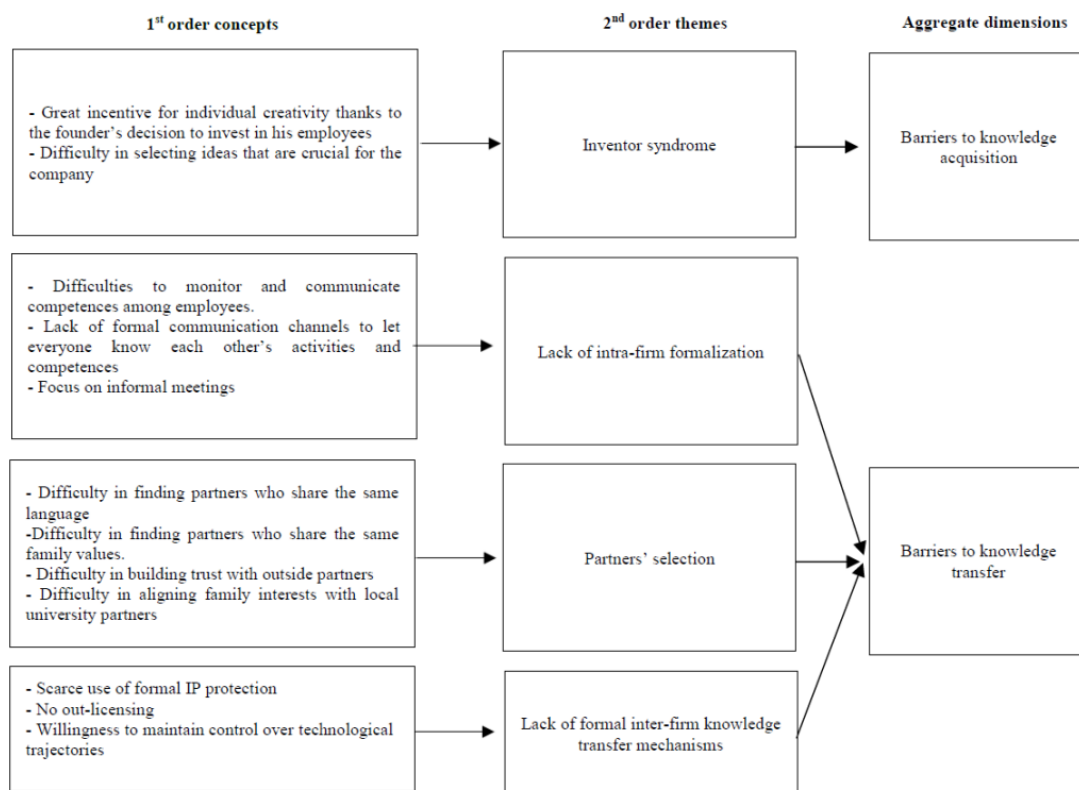 1st order concepts
2nd order themes
Aggregate dimensions
- Great incentive for individual creativity thanks to
the founder's decision to invest in his employees
- Difficulty in selecting ideas that are crucial for the
company
Inventor syndrome
Barriers to knowledge
acquisition
- Difficulties to monitor and communicate
competences among employees.
- Lack of formal communication channels to let
everyone know each other's activities and
competences
- Focus on informal meetings
Lack of intra-firm formalization
- Difficulty in finding partners who share the same
language
-Difficulty in finding partners who share the same
family values.
- Difficulty in building trust with outside partners
- Difficulty in aligning family interests with local
university partners
Partners' selection
Barriers to knowledge
transfer
- Scarce use of formal IP protection
- No out-licensing
- Willingness to maintain control over technological
trajectories
Lack of formal inter-firm knowledge
transfer mechanisms